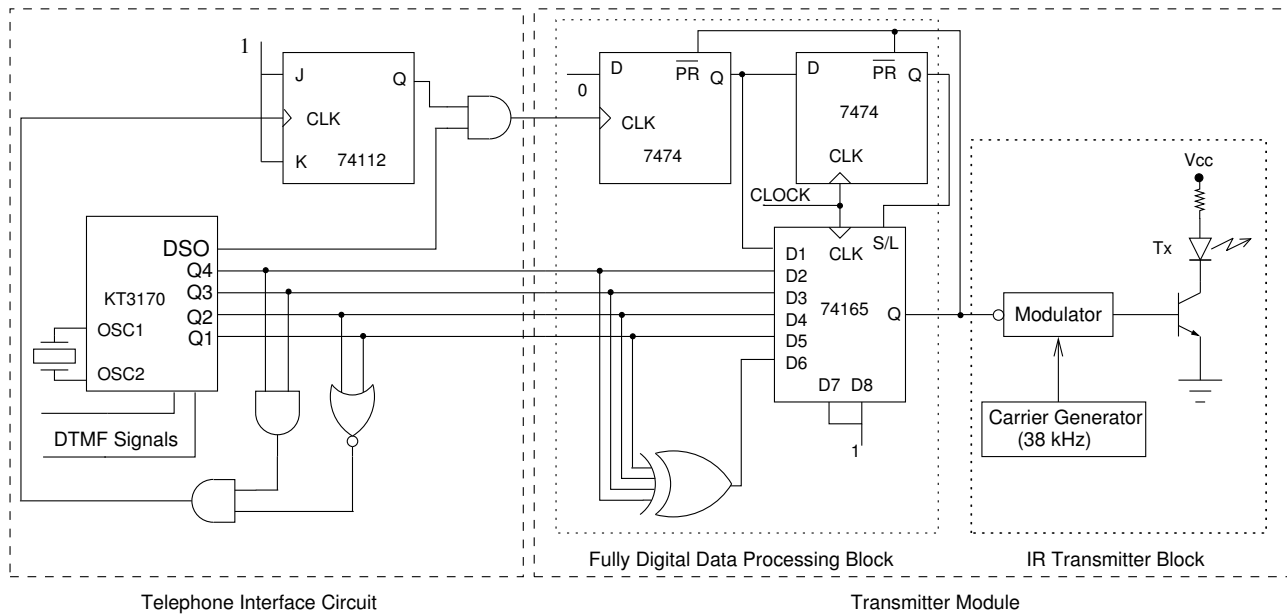 1
J
Q
CLK
K
74112
D
PR
Q
0
CLK
7474
D
PR
Q
7474
CLK
CLOCK
KT3170
DSO
Q4
Q3
Q2
Q1
OSC1
OSC2
DTMF Signals
D1
D2
D3
D4
D5
D6
CLK
S/L
74165
Q
D7 D8
1
Vcc
Tx
Modulator
Carrier Generator
(38 kHz)
Fully Digital Data Processing Block
IR Transmitter Block
Telephone Interface Circuit
Transmitter Module